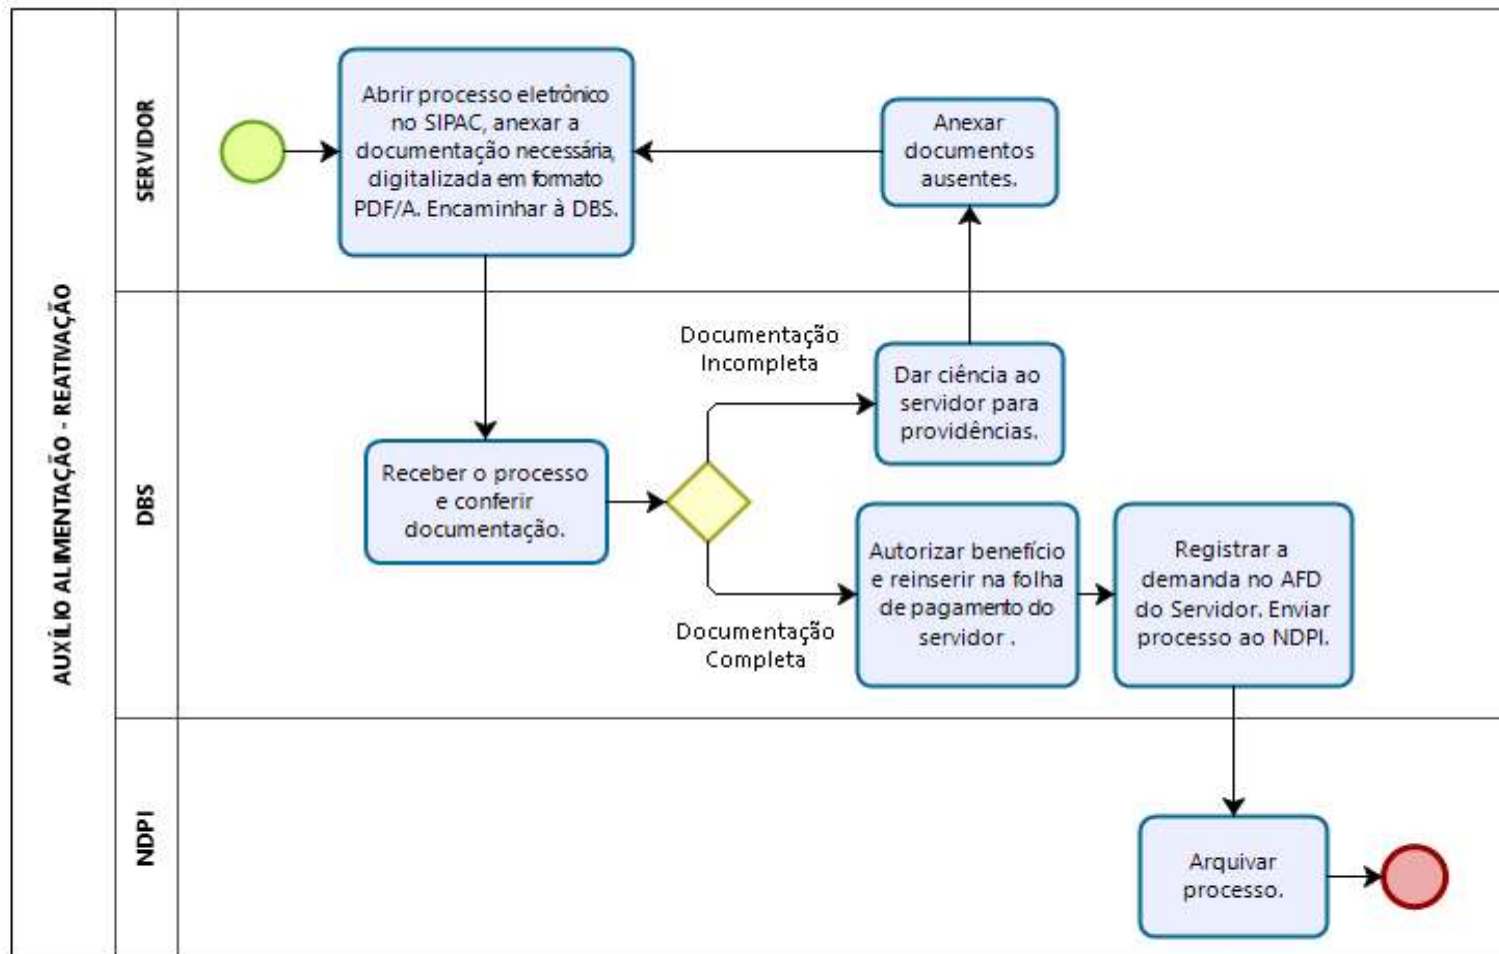 AUXÍLIO ALIMENTAÇÃO - REATIVAÇÃO
SERVIDOR
Abrir processo eletrônico
no SIPAC, anexar a
documentação necessária,
digitalizada em formato
PDF/A. Encaminhar à DBS.
Anexar
documentos
ausentes.
DBS
Receber o processo
e conferir
documentação.
Documentação
Incompleta
Dar ciência ao
servidor para
providências.
Documentação
Completa
Autorizar benefício
e reinserir na folha
de pagamento do
servidor .
Registrar a
demanda no AFD
do Servidor. Enviar
processo ao NDPI.
NDPI
Arquivar
processo.